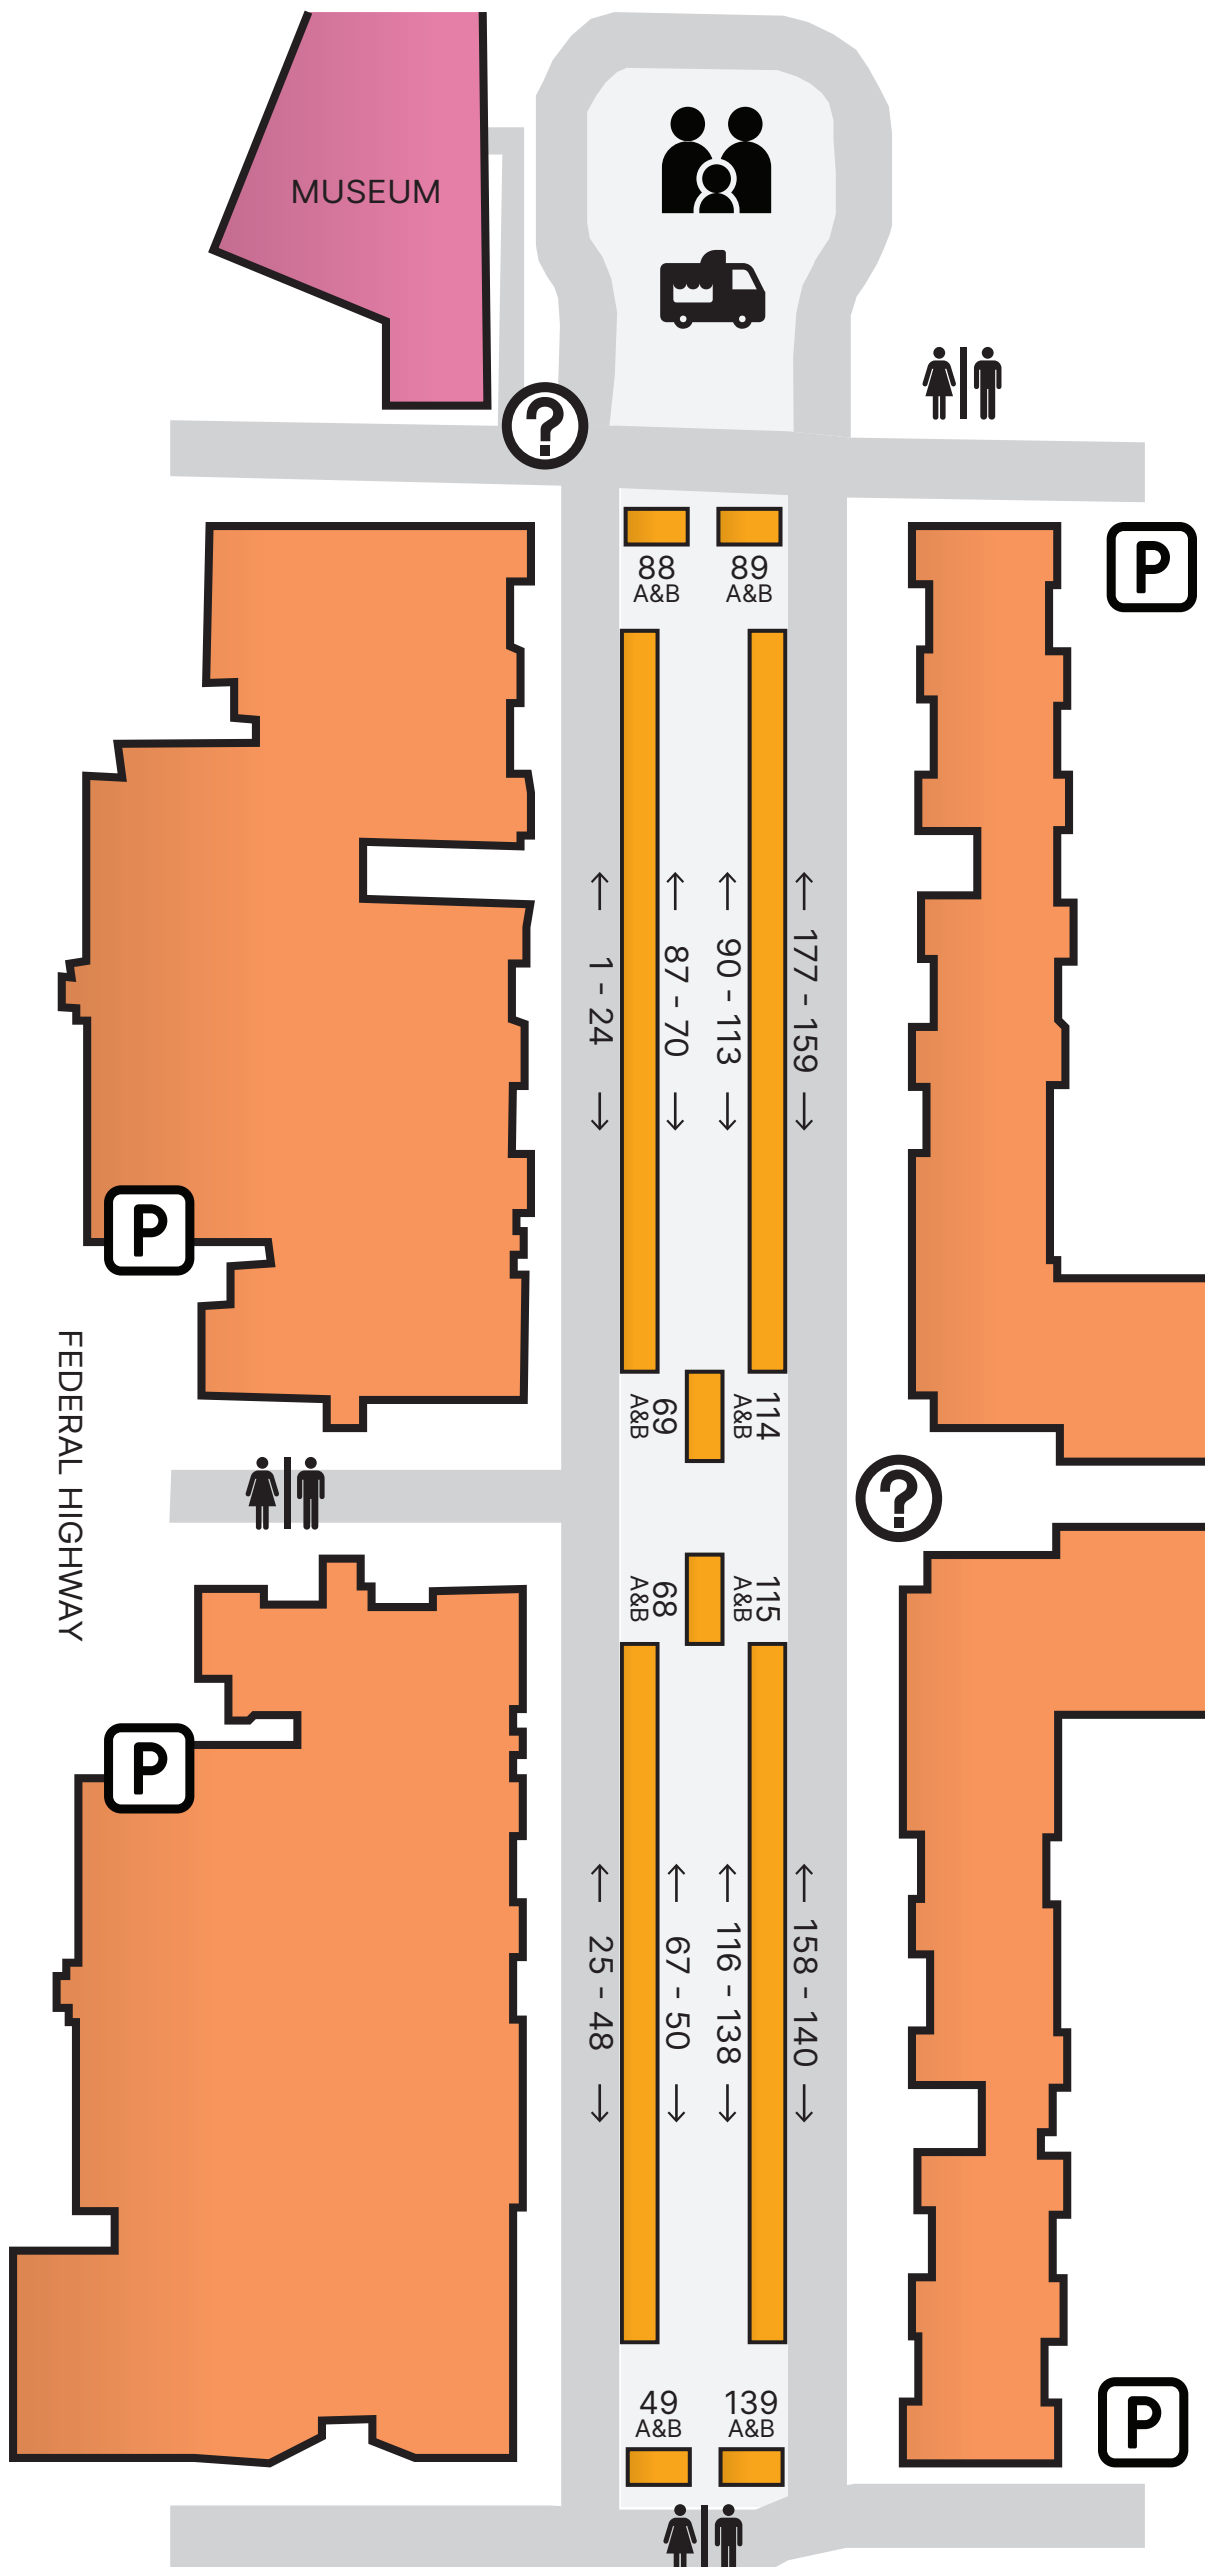 MUSEUM
?
88
A&B
89
A&B
P
← 1 - 24 →
← 87 - 70 →
← 90 - 113 →
← 177 - 159 →
P
FEDERAL HIGHWAY
69
A&B
114
A&B
?
68
A&B
115
A&B
P
← 25 - 48 →
← 67 - 50 →
← 116 - 138 →
← 158 - 140 →
49
A&B
139
A&B
P